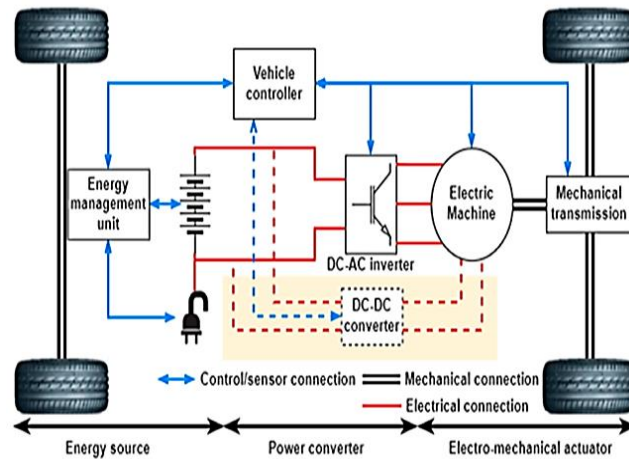 Vehicle
controller
Energy
management
unit
Electric
Machine
Mechanical
transmission
DC-AC inverter
DC-DC
converter
Control/sensor connection
Mechanical connection
Electrical connection
Energy source
Power converter
Electro-mechanical actuator